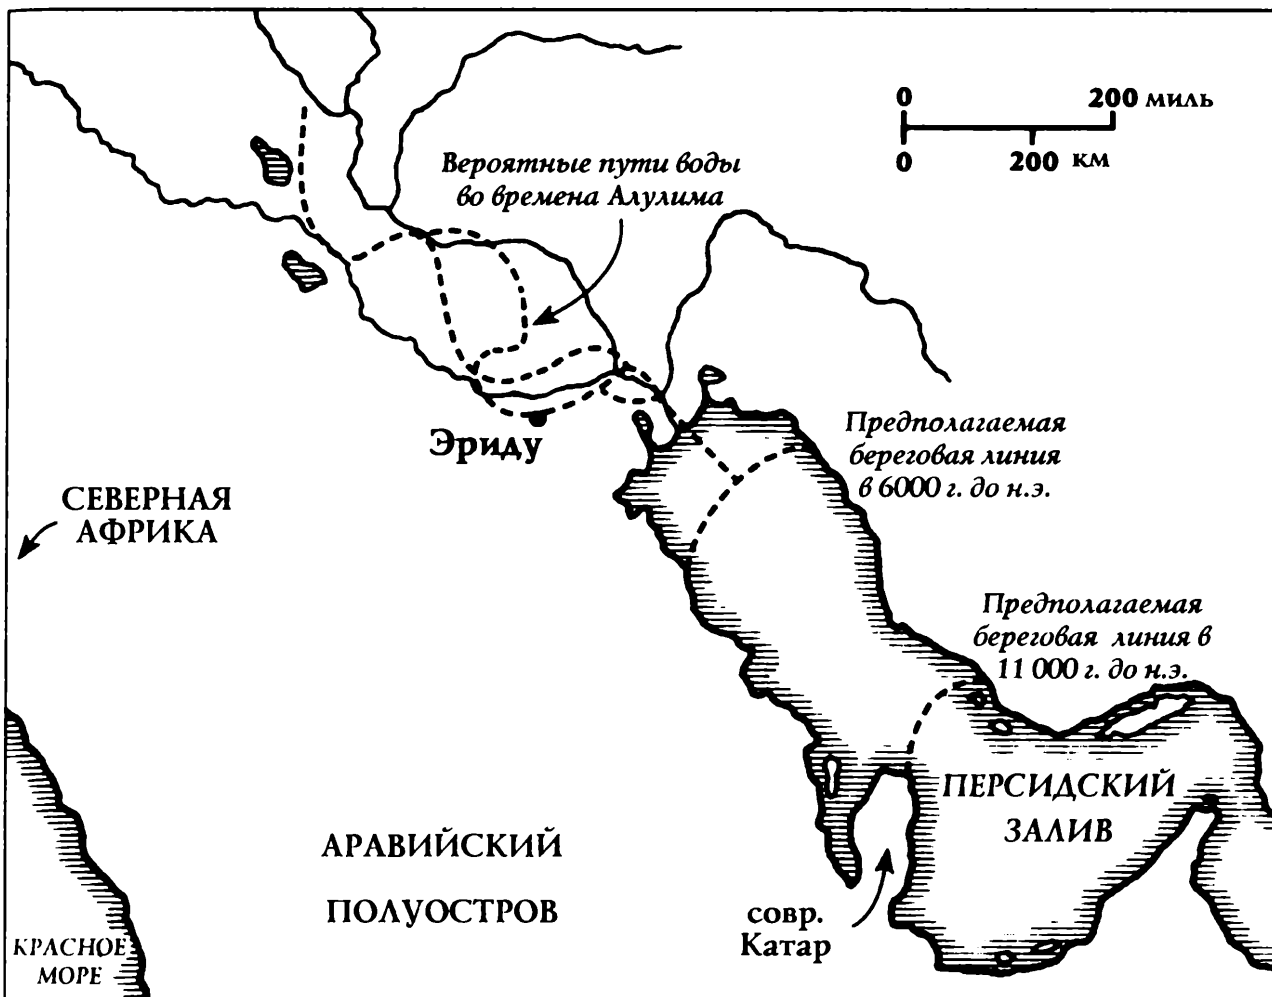 0 200 миль
0 200 км
Вероятные пути воды
во времена Алулима
Эриду
Предполагаемая
береговая линия
в 6000 г. до н.э.
СЕВЕРНАЯ
АФРИКА
Предполагаемая
береговая линия в
11 000 г. до н.э.
ПЕРСИДСКИЙ
ЗАЛИВ
АРАВИЙСКИЙ
ПОЛУОСТРОВ
совр.
Катар
КРАСНОЕ
МОРЕ